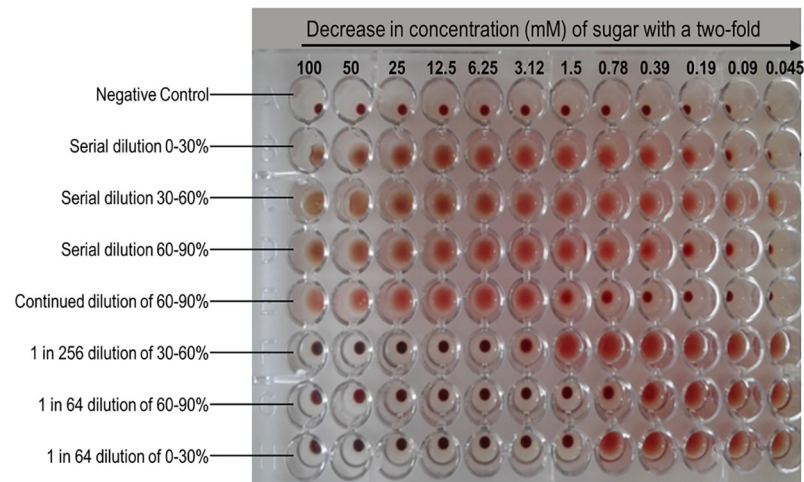 Decrease in concentration (mM) of sugar with a two-fold
100 50 25 12.5 6.25 3.12 1.5 0.78 0.39 0.19 0.09 0.045
Negative Control
Serial dilution 0-30%
Serial dilution 30-60%
Serial dilution 60-90%
Continued dilution of 60-90%
1 in 256 dilution of 30-60%
1 in 64 dilution of 60-90%
1 in 64 dilution of 0-30%